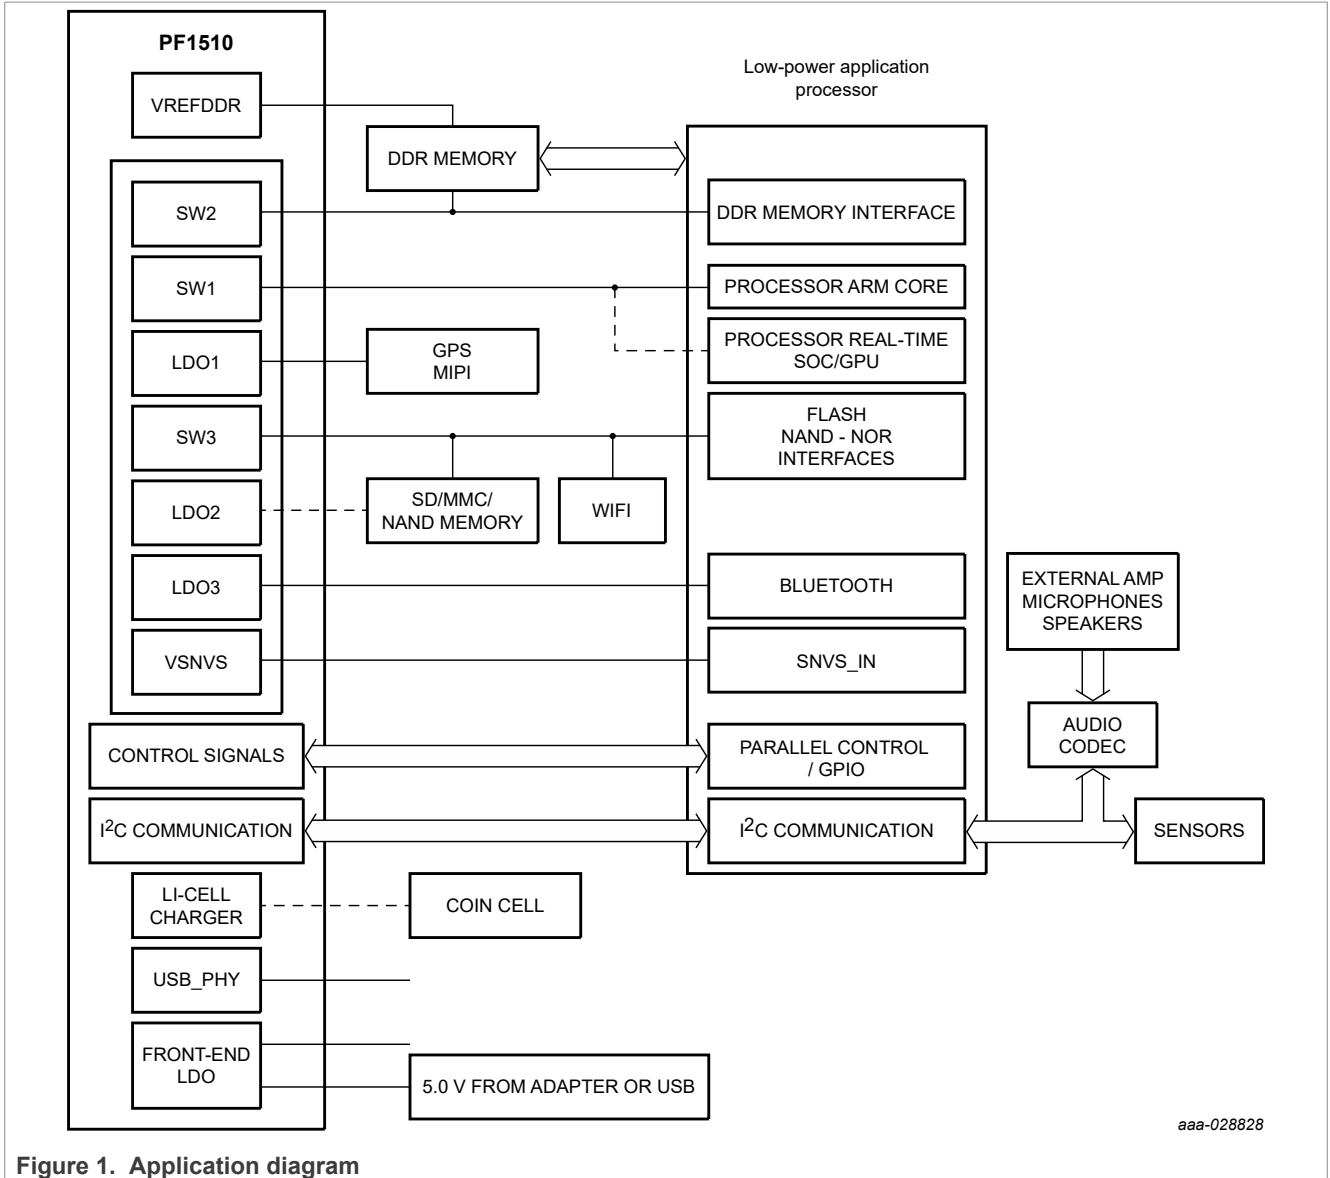 PF1510
Low-power application
processor
VREFDDR
DDR MEMORY
SW2
DDR MEMORY INTERFACE
SW1
PROCESSOR ARM CORE
LDO1
GPS
MIPI
PROCESSOR REAL-TIME
SOC/GPU
SW3
FLASH
NAND - NOR
INTERFACES
LDO2
SD/MMC/
NAND MEMORY
WIFI
LDO3
BLUETOOTH
EXTERNAL AMP
MICROPHONES
SPEAKERS
VSNVS
SNVS_IN
CONTROL SIGNALS
PARALLEL CONTROL
/ GPIO
AUDIO
CODEC
I2C COMMUNICATION
I2C COMMUNICATION
SENSORS
LI-CELL
CHARGER
COIN CELL
USB_PHY
FRONT-END
LDO
5.0 V FROM ADAPTER OR USB
aaa-028828
Figure 1. Application diagram